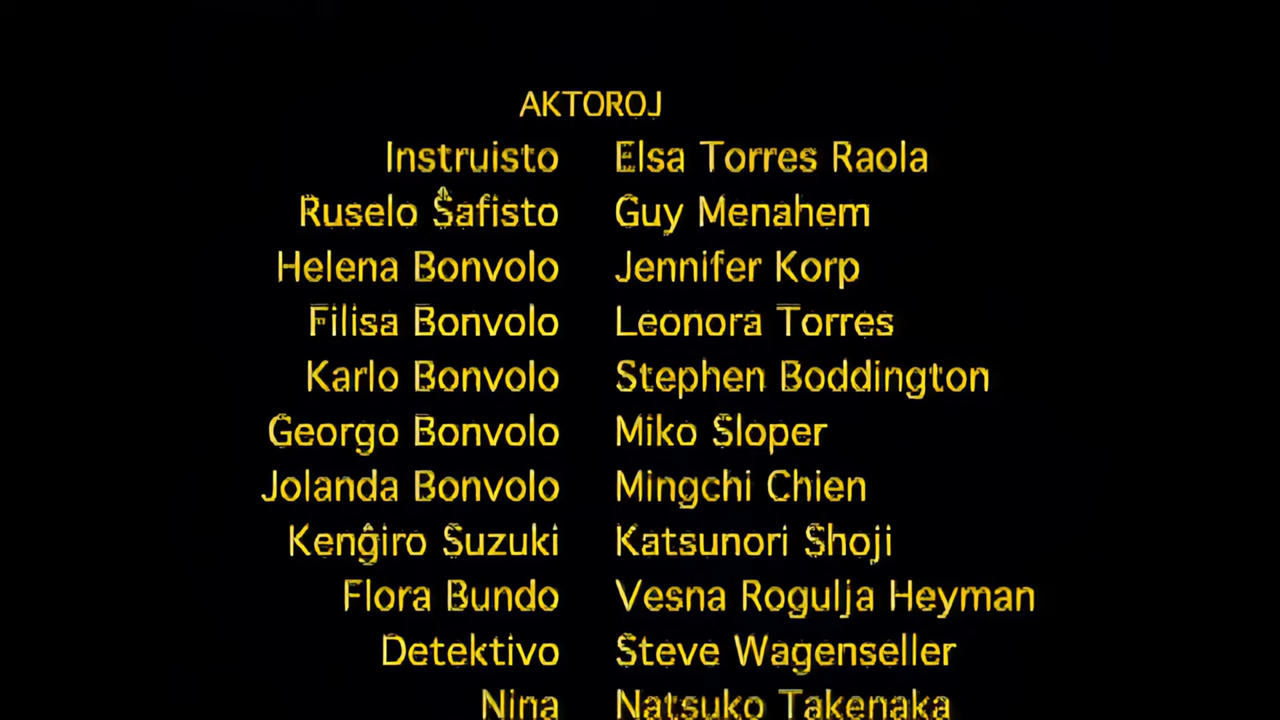 AKTOROJ
Instruisto Elsa Torres Raola
Ruselo Ŝafisto Guy Menahem
Helena Bonvolo Jennifer Korp
Filisa Bonvolo Leonora Torres
Karlo Bonvolo Stephen Boddington
Georgo Bonvolo Miko Sloper
Jolanda Bonvolo Mingchi Chien
Kenĝiro Suzuki Katsunori Shoji
Flora Bundo Vesna Rogulja Heyman
Detektivo Steve Wagenseller
Nina Natsuko Takenaka